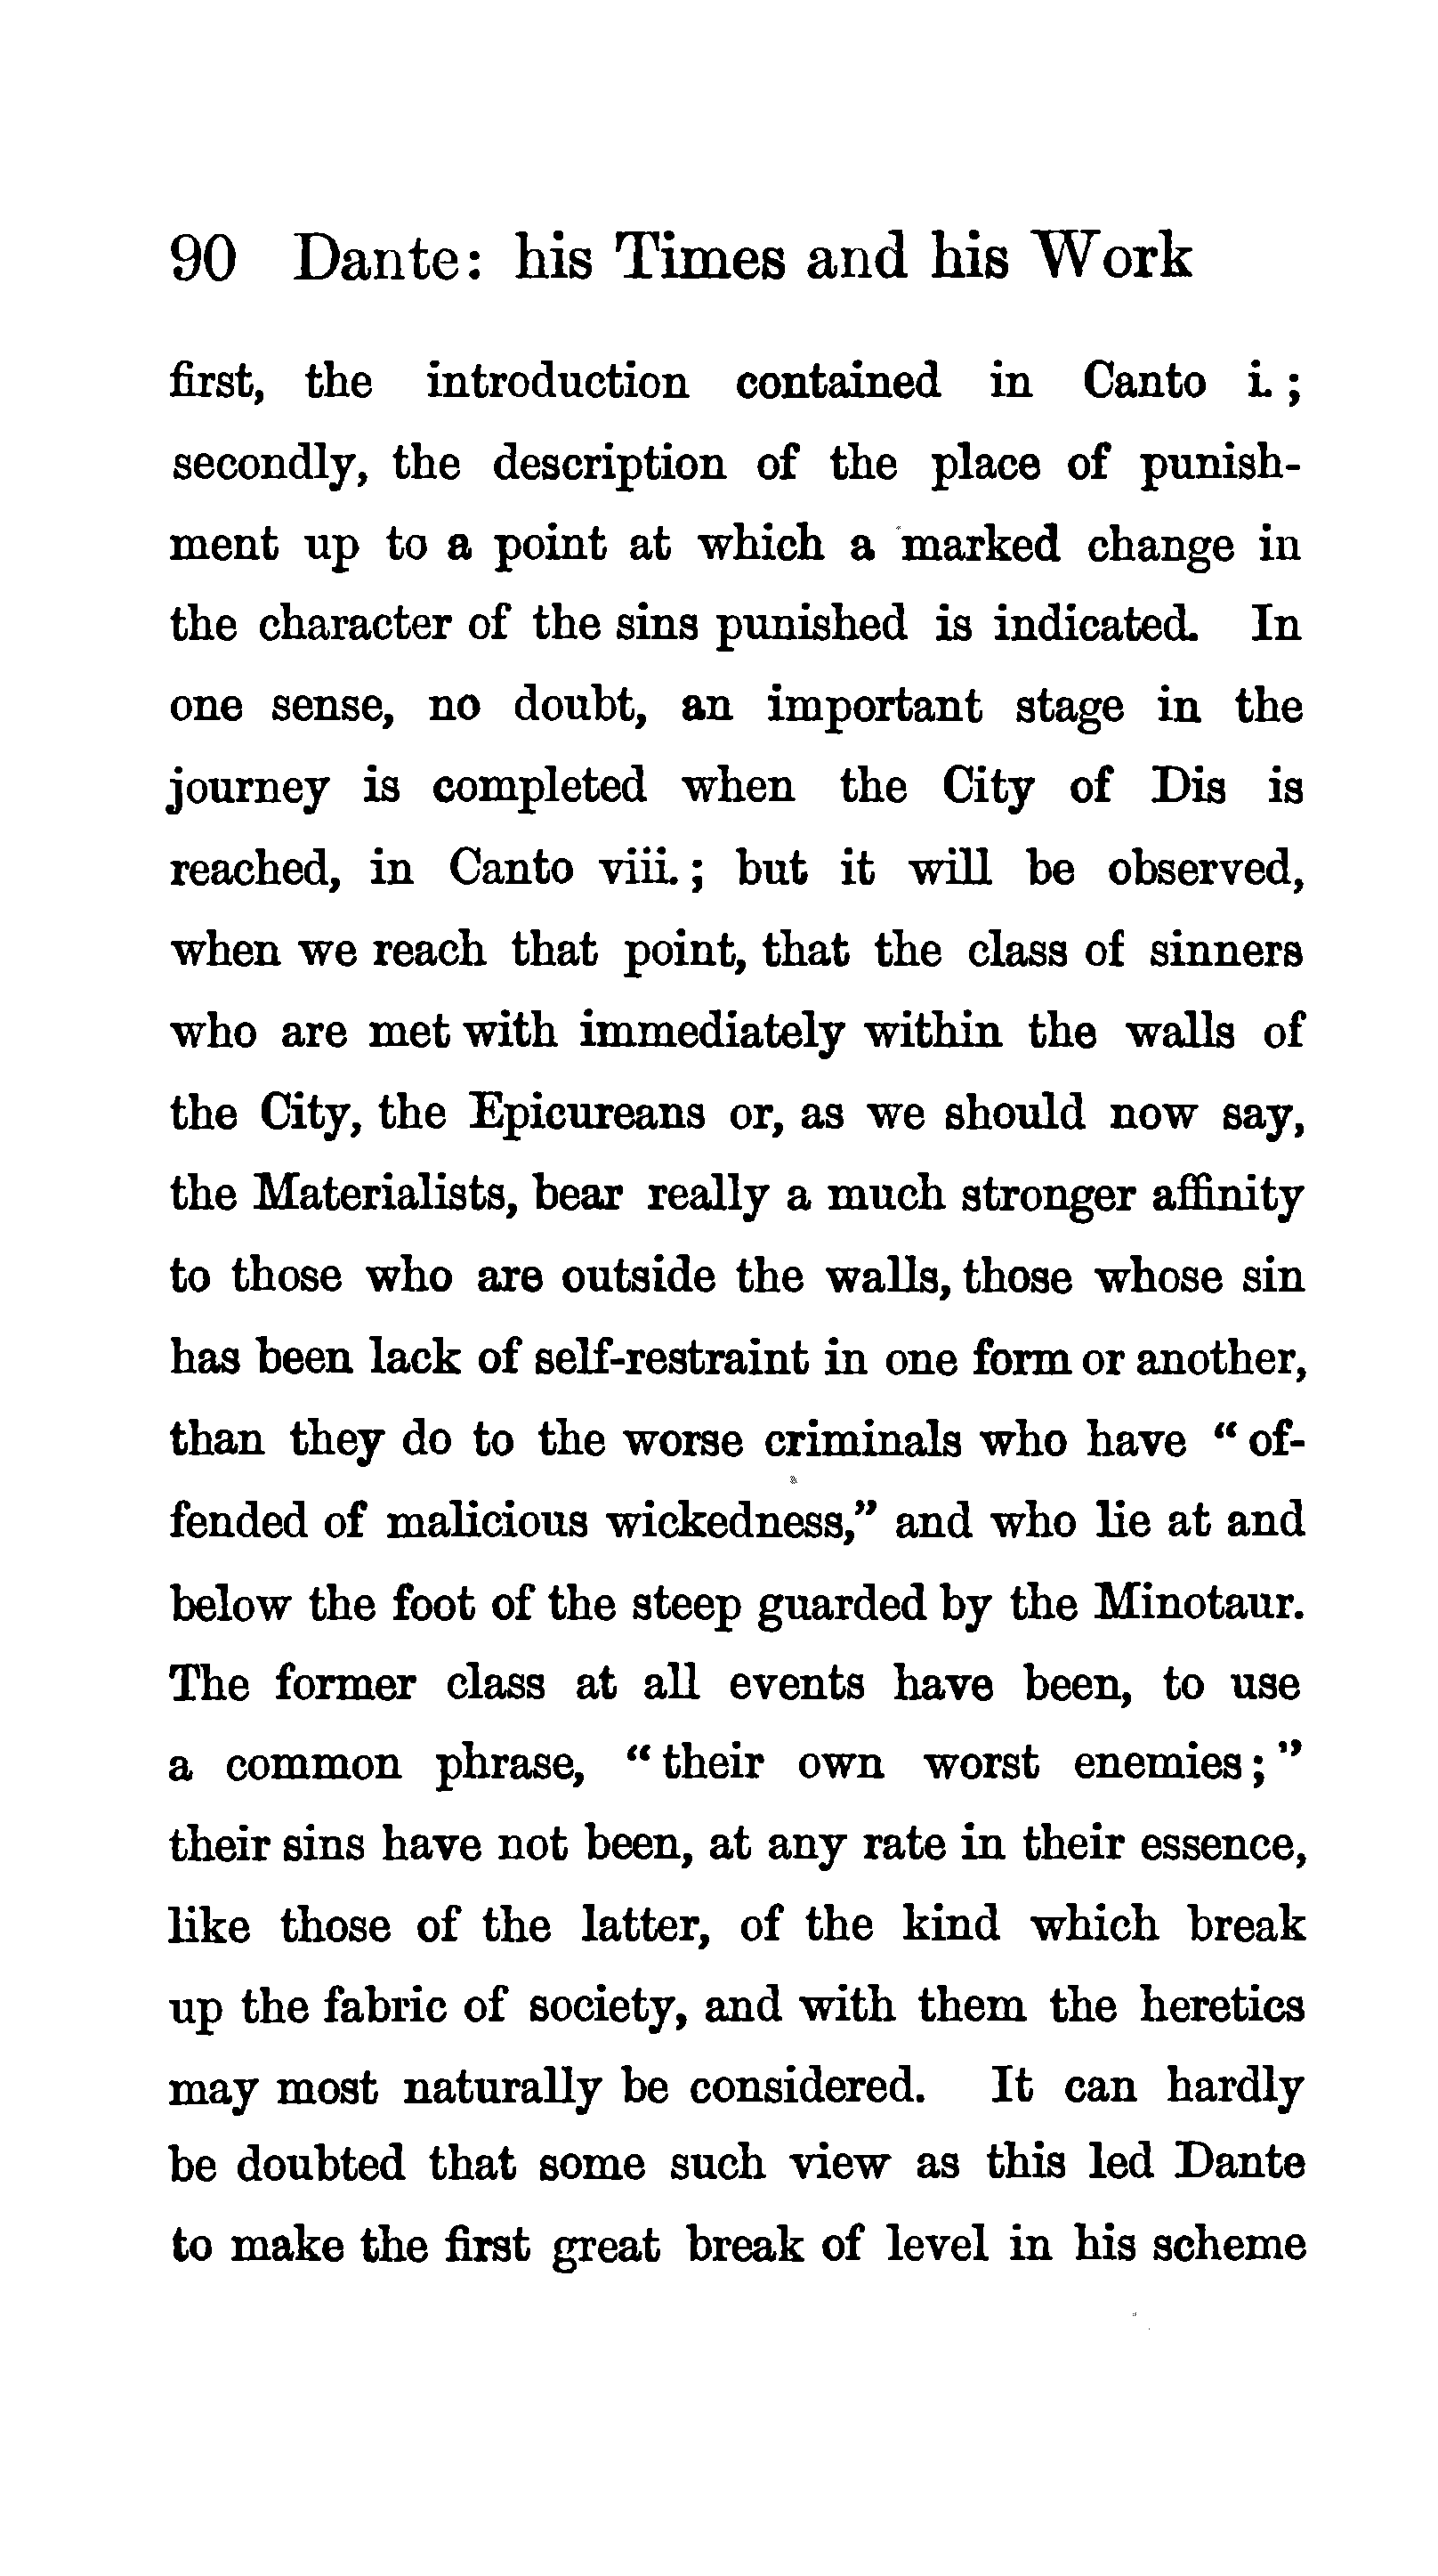 90 Dante: his Times and his Work
first, the introduction contained in Canto i. ;
secondly, the description of the place of punish-
ment up to a point at which a marked change in
the character of the sins punished is indicated. In
one sense, no doubt, an important stage in the
journey is completed when the City of Dis is
reached, in Canto viii. ; but it will be observed,
when we reach that point, that the class of sinners
who are met with immediately within the walls of
the City, the Epicureans or, as we should now say,
the Materialists, bear really a much stronger affinity
to those who are outside the walls, those whose sin
has been lack of self-restraint in one form or another,
than they do to the worse criminals who have " of-
fended of malicious wickedness," and who lie at and
below the foot of the steep guarded by the Minotaur.
The former class at all events have been, to use
a common phrase, " their own worst enemies ; "
their sins have not been, at any rate in their essence,
like those of the latter, of the kind which break
up the fabric of society, and with them the heretics
may most naturally be considered. It can hardly
be doubted that some such view as this led Dante
to make the first great break of level in his scheme